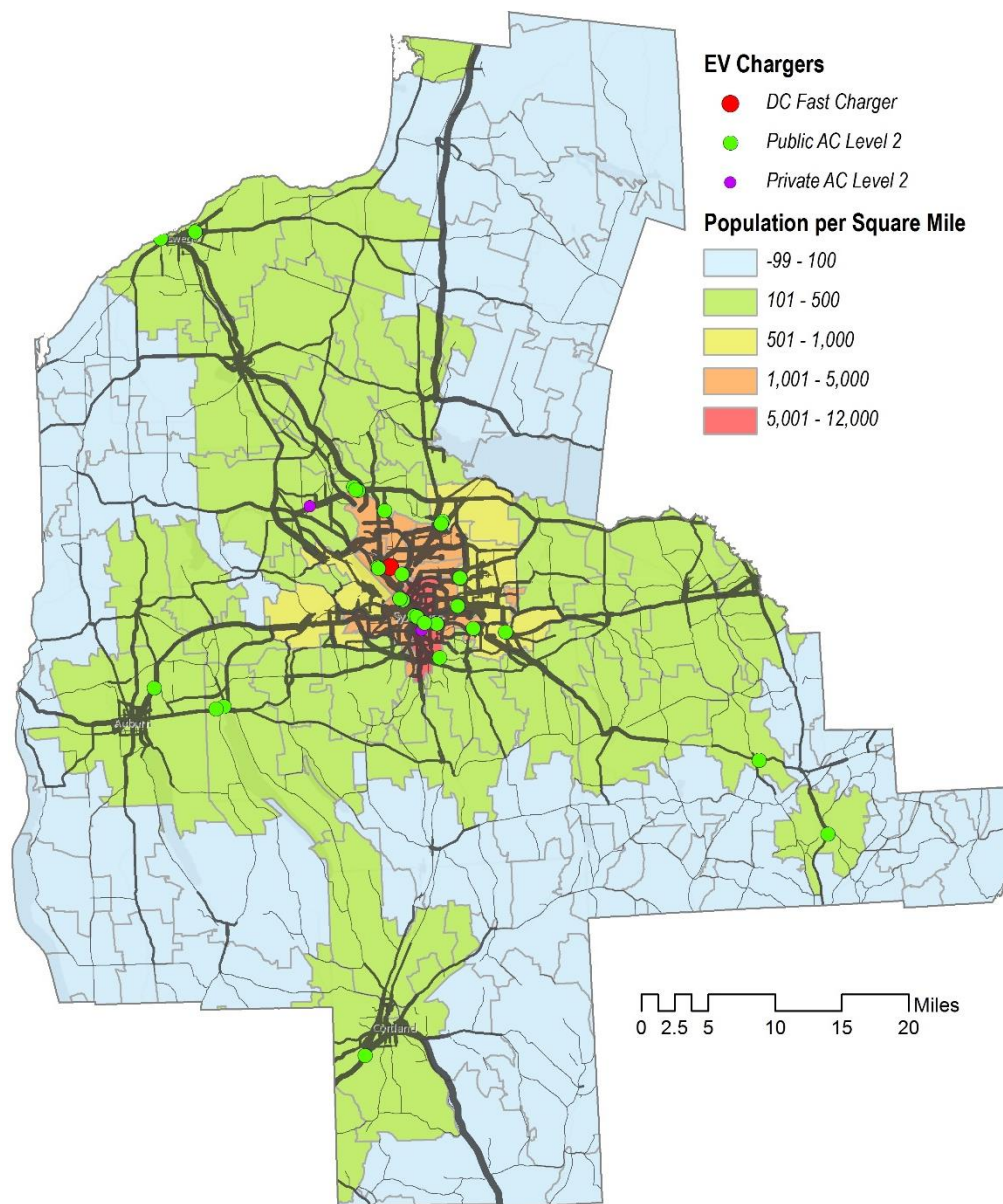 EV Chargers
DC Fast Charger
Public AC Level 2
Private AC Level 2
Population per Square Mile
-99 - 100
101 - 500
501 - 1,000
1,001 - 5,000
5,001 - 12,000
Auburn
Cortland
Miles
0 2.5 5 10 15 20